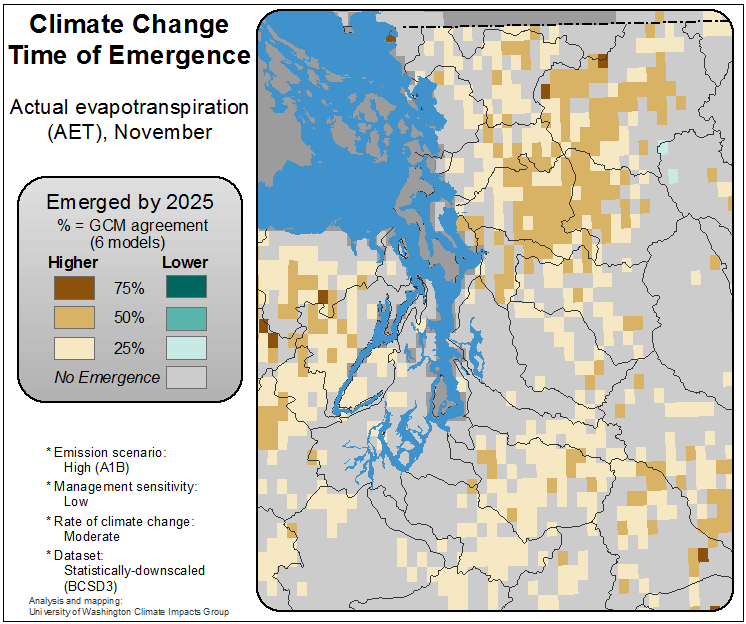 Climate Change
Time of Emergence
Actual evapotranspiration
(AET), November
Emerged by 2025
% = GCM agreement
(6 models)
Higher Lower
75%
50%
25%
No Emergence
* Emission scenario:
High (A1B)
* Management sensitivity:
Low
* Rate of climate change:
Moderate
* Dataset:
Statistically-downscaled
(BCSD3)
Analysis and mapping:
University of Washington Climate Impacts Group